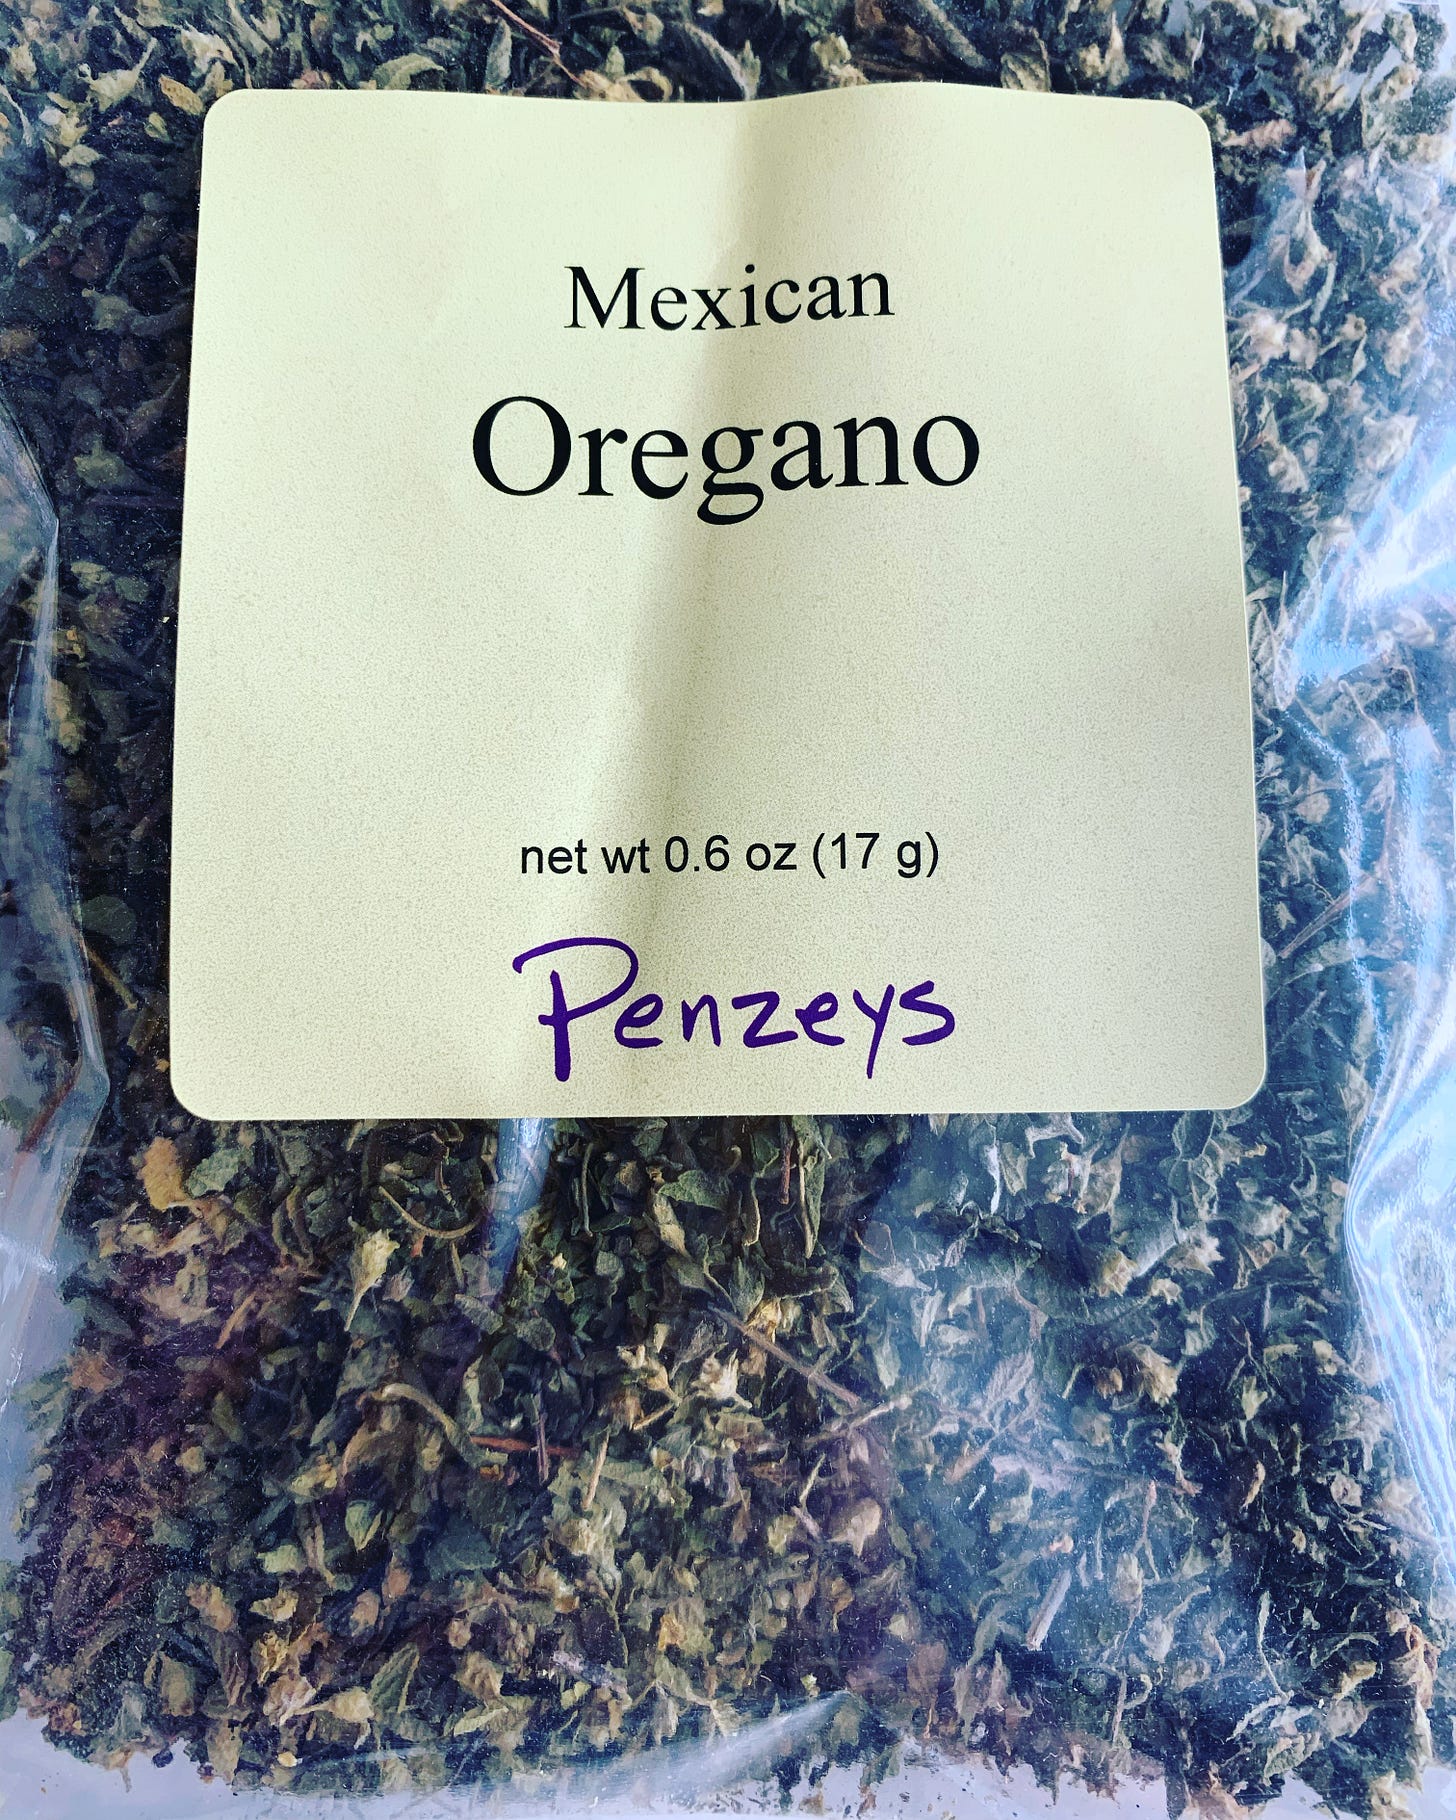 Mexican
Oregano
net wt 0.6 oz (17 g)
Penzeys